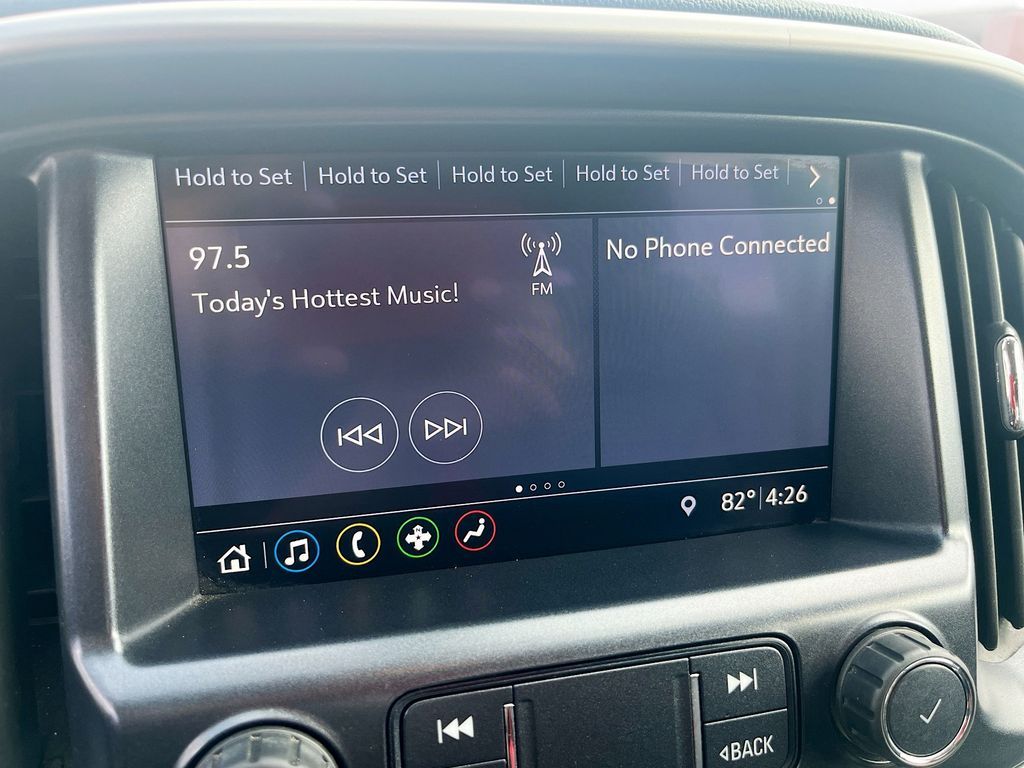 Hold to Set Hold to Set Hold to Set Hold to Set Hold to Set
97.5
FM
Today's Hottest Music!
No Phone Connected
82° 4:26
BACK